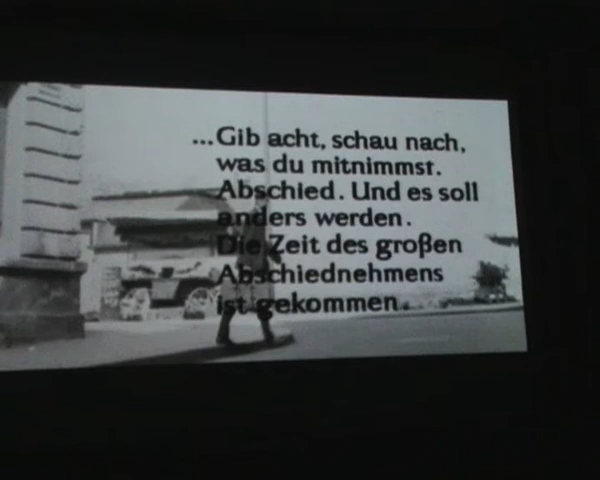 ...Gib acht, schau nach,
was du mitnimmst.
Abschied. Und es soll
anders werden.
Die Zeit des großen
Abschiednehmens
ist gekommen.